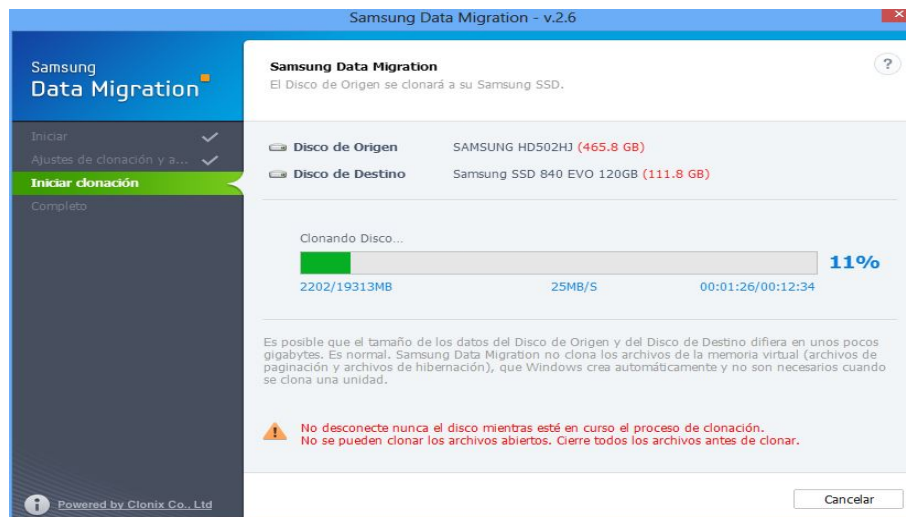 Samsung Data Migration - v.2.6
Samsung
Data Migration
Iniciar
Ajustes de clonación y a...
Iniciar clonación
Completo
Samsung Data Migration
El Disco de Origen se clonará a su Samsung SSD.
?
Disco de Origen SAMSUNG HD502HJ (465.8 GB)
Disco de Destino Samsung SSD 840 EVO 120GB (111.8 GB)
Clonando Disco...
11%
2202/19313MB 25MB/S 00:01:26/00:12:34
Es posible que el tamaño de los datos del Disco de Origen y del Disco de Destino difiera en unos pocos
gigabytes. Es normal. Samsung Data Migration no clona los archivos de la memoria virtual (archivos de
paginación y archivos de hibernación), que Windows crea automáticamente y no son necesarios cuando
se clona una unidad.
No desconecte nunca el disco mientras esté en curso el proceso de clonación.
No se pueden clonar los archivos abiertos. Cierre todos los archivos antes de clonar.
Powered by Clonix Co., Ltd
Cancelar